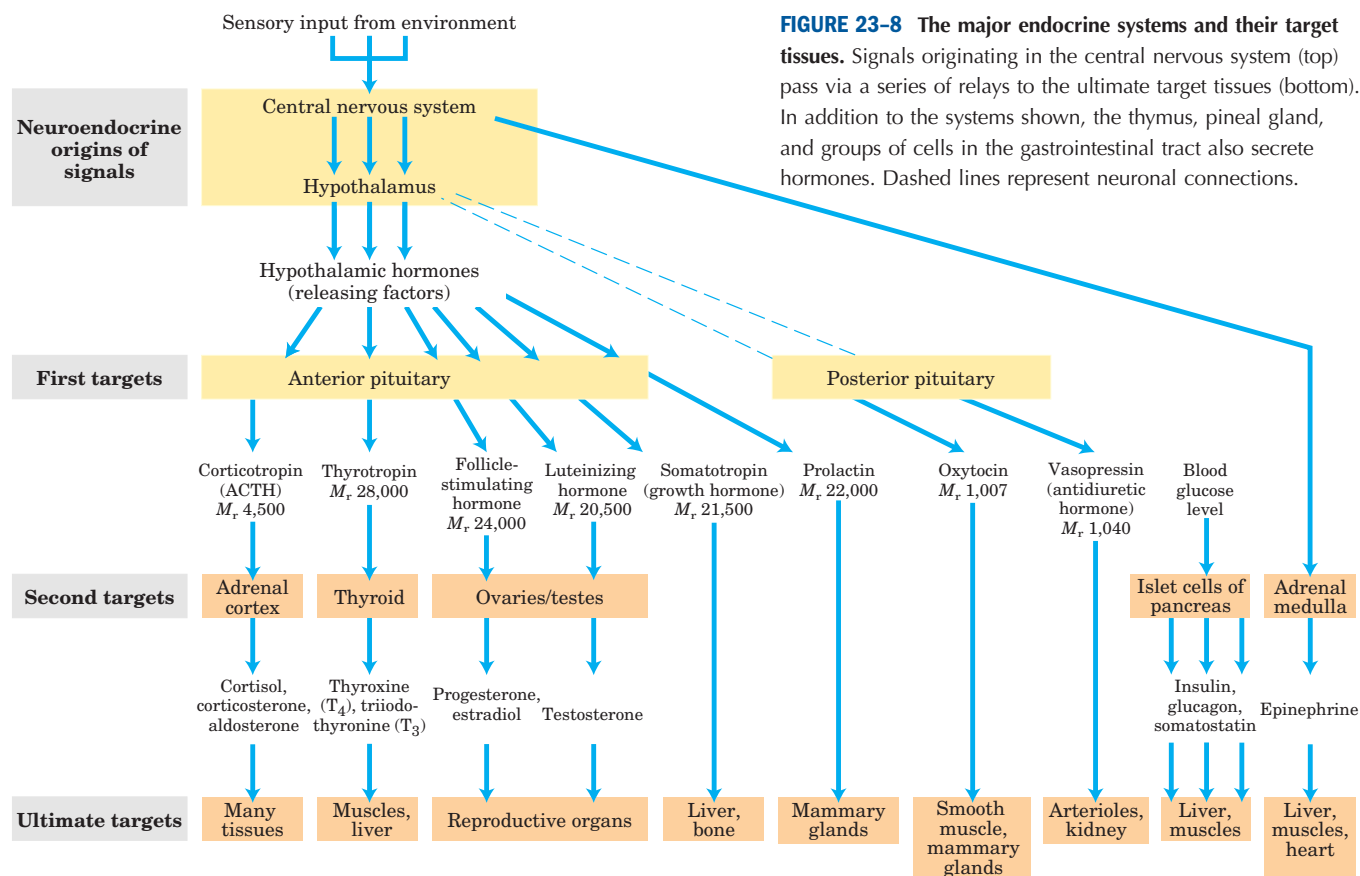 Sensory input from environment
FIGURE 23–8 The major endocrine systems and their target
tissues. Signals originating in the central nervous system (top)
pass via a series of relays to the ultimate target tissues (bottom).
In addition to the systems shown, the thymus, pineal gland,
and groups of cells in the gastrointestinal tract also secrete
hormones. Dashed lines represent neuronal connections.
Neuroendocrine
origins of
signals
Central nervous system
Hypothalamus
Hypothalamic hormones
(releasing factors)
First targets
Anterior pituitary
Posterior pituitary
Corticotropin
(ACTH)
Mr 4,500
Thyrotropin
Mr 28,000
Follicle-
stimulating
hormone
Mr 24,000
Luteinizing
hormone
Mr 20,500
Somatotropin
(growth hormone)
Mr 21,500
Prolactin
Mr 22,000
Oxytocin
Mr 1,007
Vasopressin
(antidiuretic
hormone)
Mr 1,040
Blood
glucose
level
Second targets
Adrenal
cortex
Thyroid
Ovaries/testes
Islet cells of
pancreas
Adrenal
medulla
Cortisol,
corticosterone,
aldosterone
Thyroxine
(T4), triiodo-
thyronine (T3)
Progesterone,
estradiol
Testosterone
Insulin,
glucagon,
somatostatin
Epinephrine
Ultimate targets
Many
tissues
Muscles,
liver
Reproductive organs
Liver,
bone
Mammary
glands
Smooth
muscle,
mammary
glands
Arterioles,
kidney
Liver,
muscles
Liver,
muscles,
heart